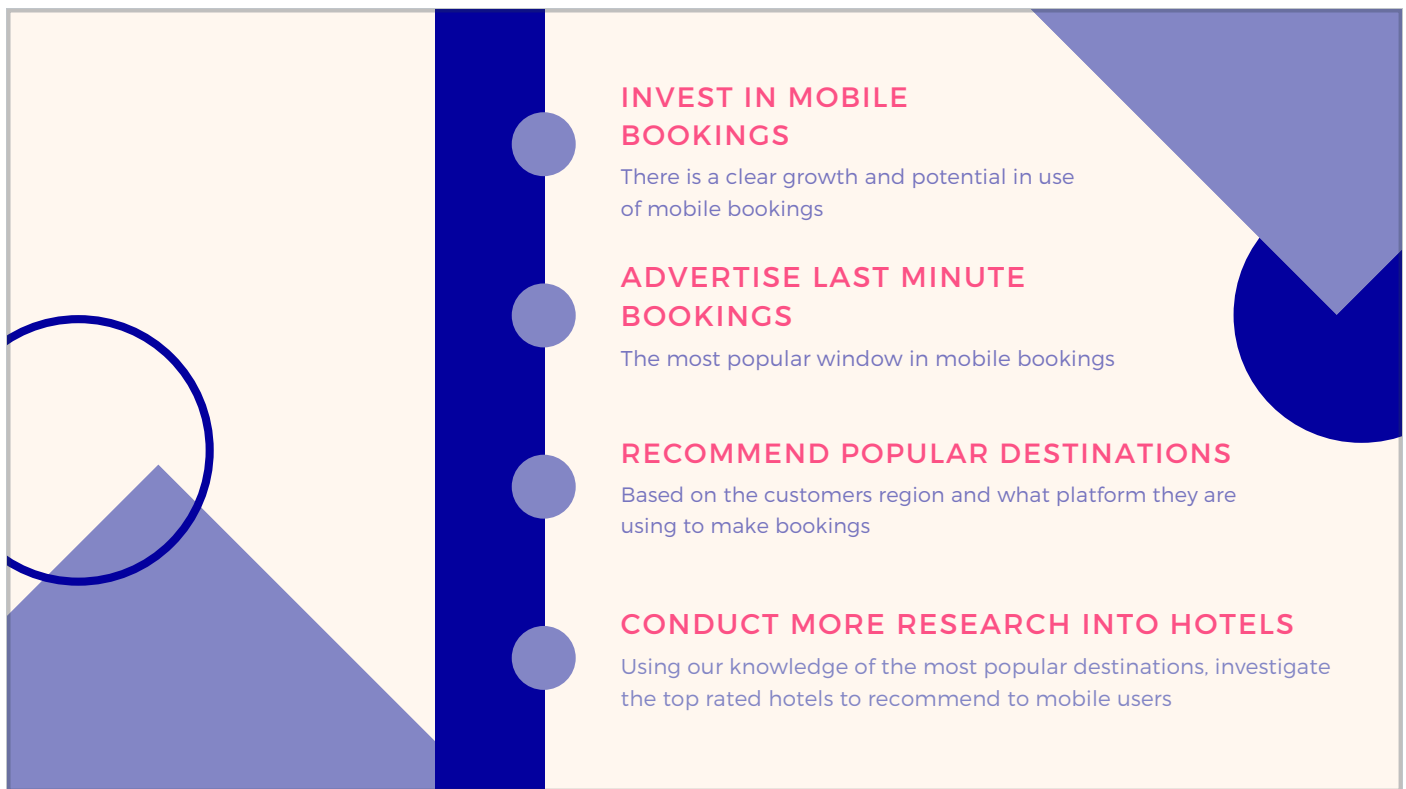 INVEST IN MOBILE
BOOKINGS
There is a clear growth and potential in use
of mobile bookings
ADVERTISE LAST MINUTE
BOOKINGS
The most popular window in mobile bookings
RECOMMEND POPULAR DESTINATIONS
Based on the customers region and what platform they are
using to make bookings
CONDUCT MORE RESEARCH INTO HOTELS
Using our knowledge of the most popular destinations, investigate
the top rated hotels to recommend to mobile users